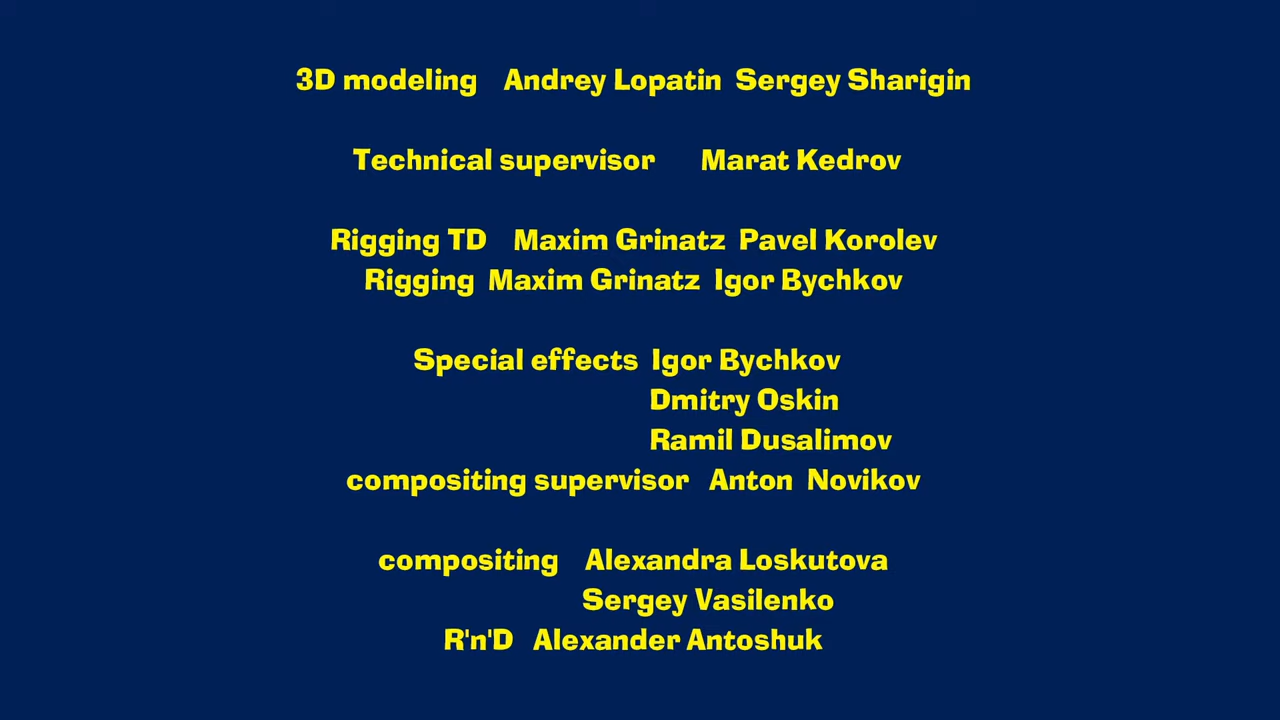 3D modeling Andrey Lopatin Sergey Sharigin
Technical supervisor Marat Kedrov
Rigging TD Maxim Grinatz Pavel Korolev
Rigging Maxim Grinatz Igor Bychkov
Special effects Igor Bychkov
Dmitry Oskin
Ramil Dusalimov
compositing supervisor Anton Novikov
compositing Alexandra Loskutova
Sergey Vasilenko
R'n'D Alexander Antoshuk